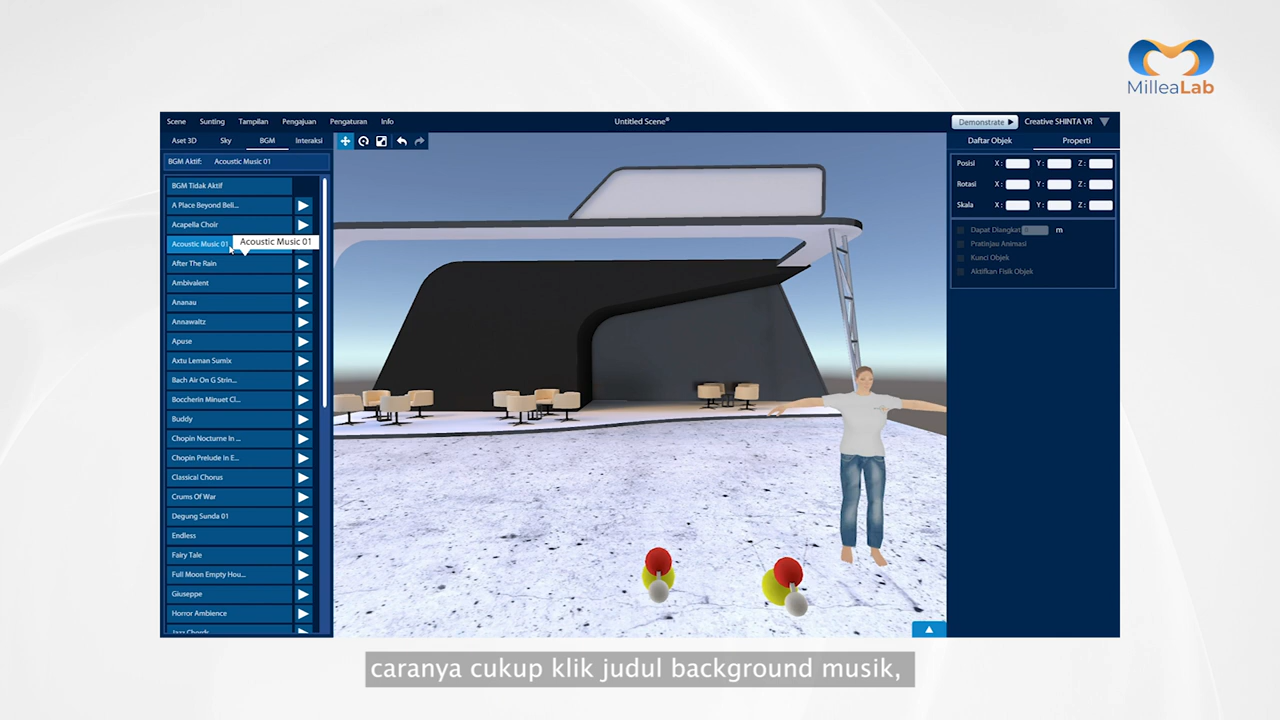 MilleaLab
Scene Sunting Tampilan Pengajuan Pengaturan Info
Untitled Scene*
Demonstrate Creative SHINTA VR
Aset 3D Sky BGM Interaksi
Daftar Objek Properti
BGM Aktif: Acoustic Music 01
BGM Tidak Aktif
A Place Beyond Bell...
Acapella Choir
Acoustic Music 01
Acoustic Music 01
After The Rain
Ambivalent
Ananau
Annawaltz
Apuse
Axtu Leman Sumix
Bach Air On G Strin...
Boccherin Minuet Cl...
Buddy
Chopin Nocturne In ...
Chopin Prelude In E...
Classical Chorus
Crums Of War
Degung Sunda 01
Endless
Fairy Tale
Full Moon Empty Hou...
Giuseppe
Horror Ambience
Jazz Chords
Posisi X : Y : Z :
Rotasi X : Y : Z :
Skala X : Y : Z :
Dapat Diangkat m
Pratinjau Animasi
Kunci Objek
Aktifkan Fisik Objek
caranya cukup klik judul background musik,